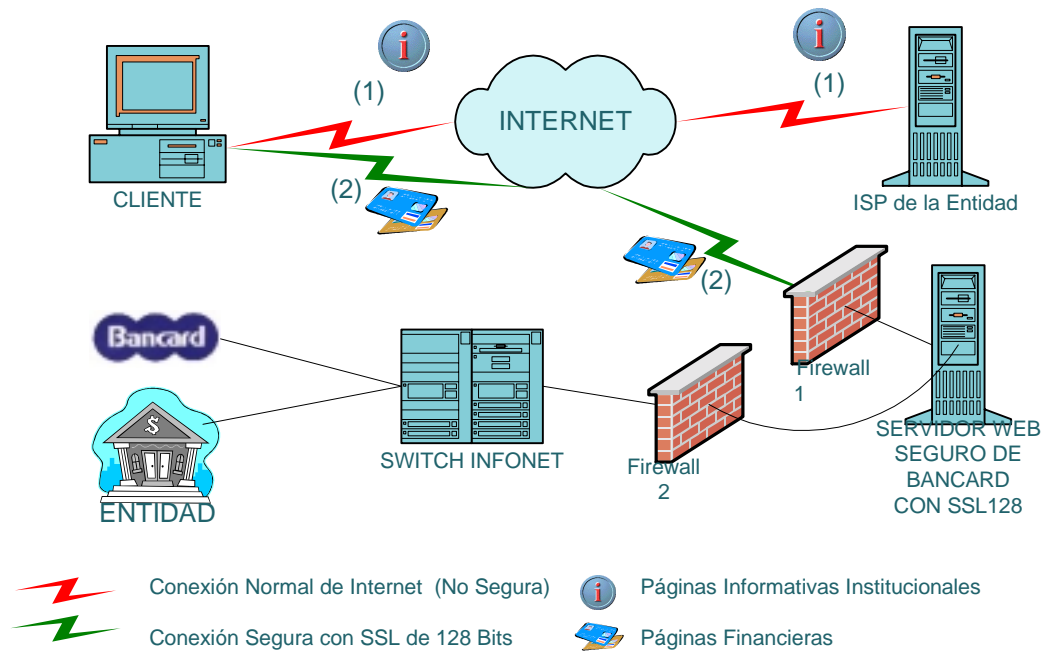 (1)
(1)
INTERNET
CLIENTE
(2)
ISP de la Entidad
(2)
Bancard
Firewall
1
SWITCH INFONET
Firewall
2
SERVIDOR WEB
SEGURO DE
BANCARD
CON SSL128
$
ENTIDAD
Conexión Normal de Internet (No Segura)
Páginas Informativas Institucionales
Conexión Segura con SSL de 128 Bits
Páginas Financieras